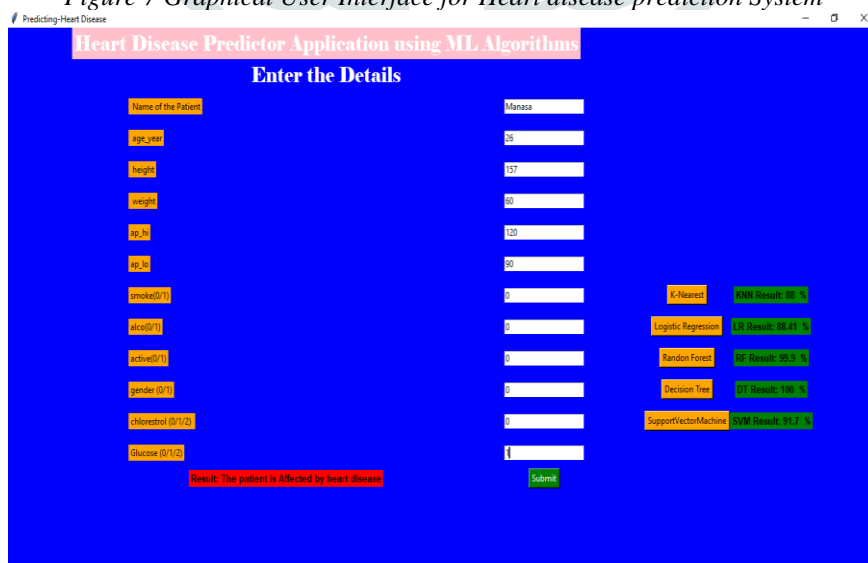 Figure 7 Graphical User Interface for Heart disease prediction System
Predicting-Heart Disease
Heart Disease Predictor Application using ML Algorithms
Enter the Details
Name of the Patient Manasa
age_year 26
height 157
weight 60
ap_hi 120
ap_lo 90
smoke(0/1) 0 K-Nearest KNN Result: 88 %
alco(0/1) 0 Logistic Regression LR Result: 88.41 %
active(0/1) 0 Randon Forest RF Result: 99.9 %
gender (0/1) 0 Decision Tree DT Result: 100 %
chlorestrol (0/1/2) 0 SupportVectorMachine SVM Result: 91.7 %
Glucose (0/1/2) 1
Result: The patient is Affected by heart disease Submit